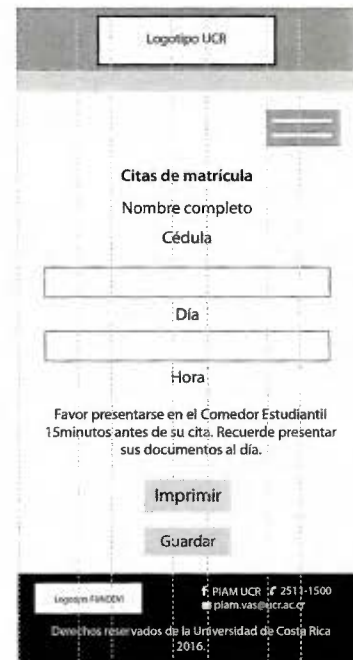 Logotipo UCR
Citas de matrícula
Nombre completo
Cédula
Día
Hora
Favor presentarse en el Comedor Estudiantil
15minutos antes de su cita. Recuerde presentar
sus documentos al día.
Imprimir
Guardar
Logotipo FUNDEVI
PIAM UCR 2511-1500
piam.vas@ucr.ac.cr
Derechos reservados de la Universidad de Costa Rica
2016.